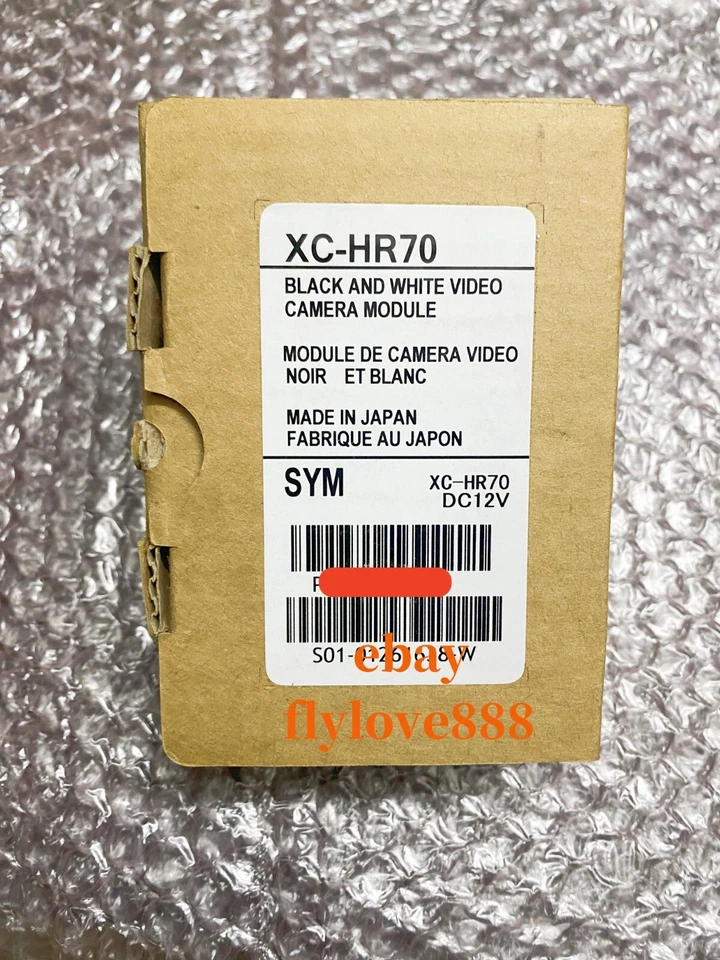 XC-HR70
BLACK AND WHITE VIDEO
CAMERA MODULE
MODULE DE CAMERA VIDEO
NOIR ET BLANC
MADE IN JAPAN
FABRIQUE AU JAPON
SYM
XC-HR70
DC12V
ebay
flylove888